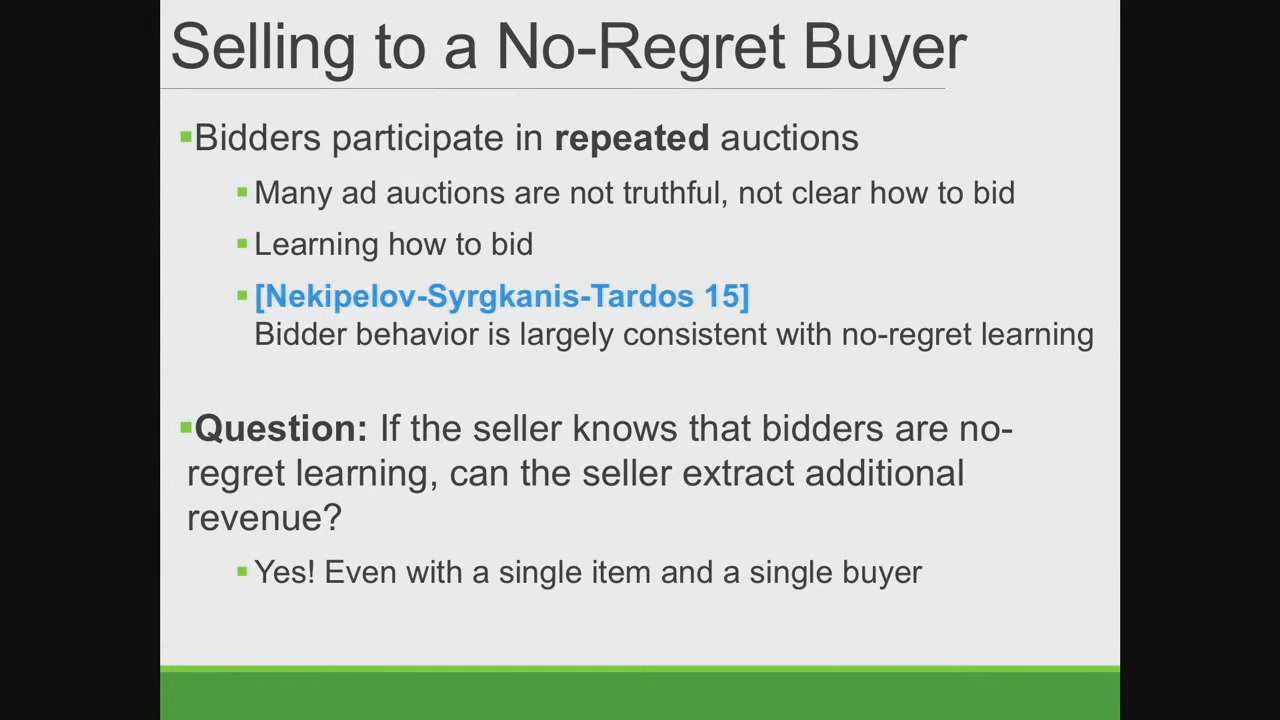 Selling to a No-Regret Buyer
Bidders participate in repeated auctions
Many ad auctions are not truthful, not clear how to bid
Learning how to bid
[Nekipelov-Syrgkanis-Tardos 15]
Bidder behavior is largely consistent with no-regret learning
Question: If the seller knows that bidders are no-
regret learning, can the seller extract additional
revenue?
Yes! Even with a single item and a single buyer